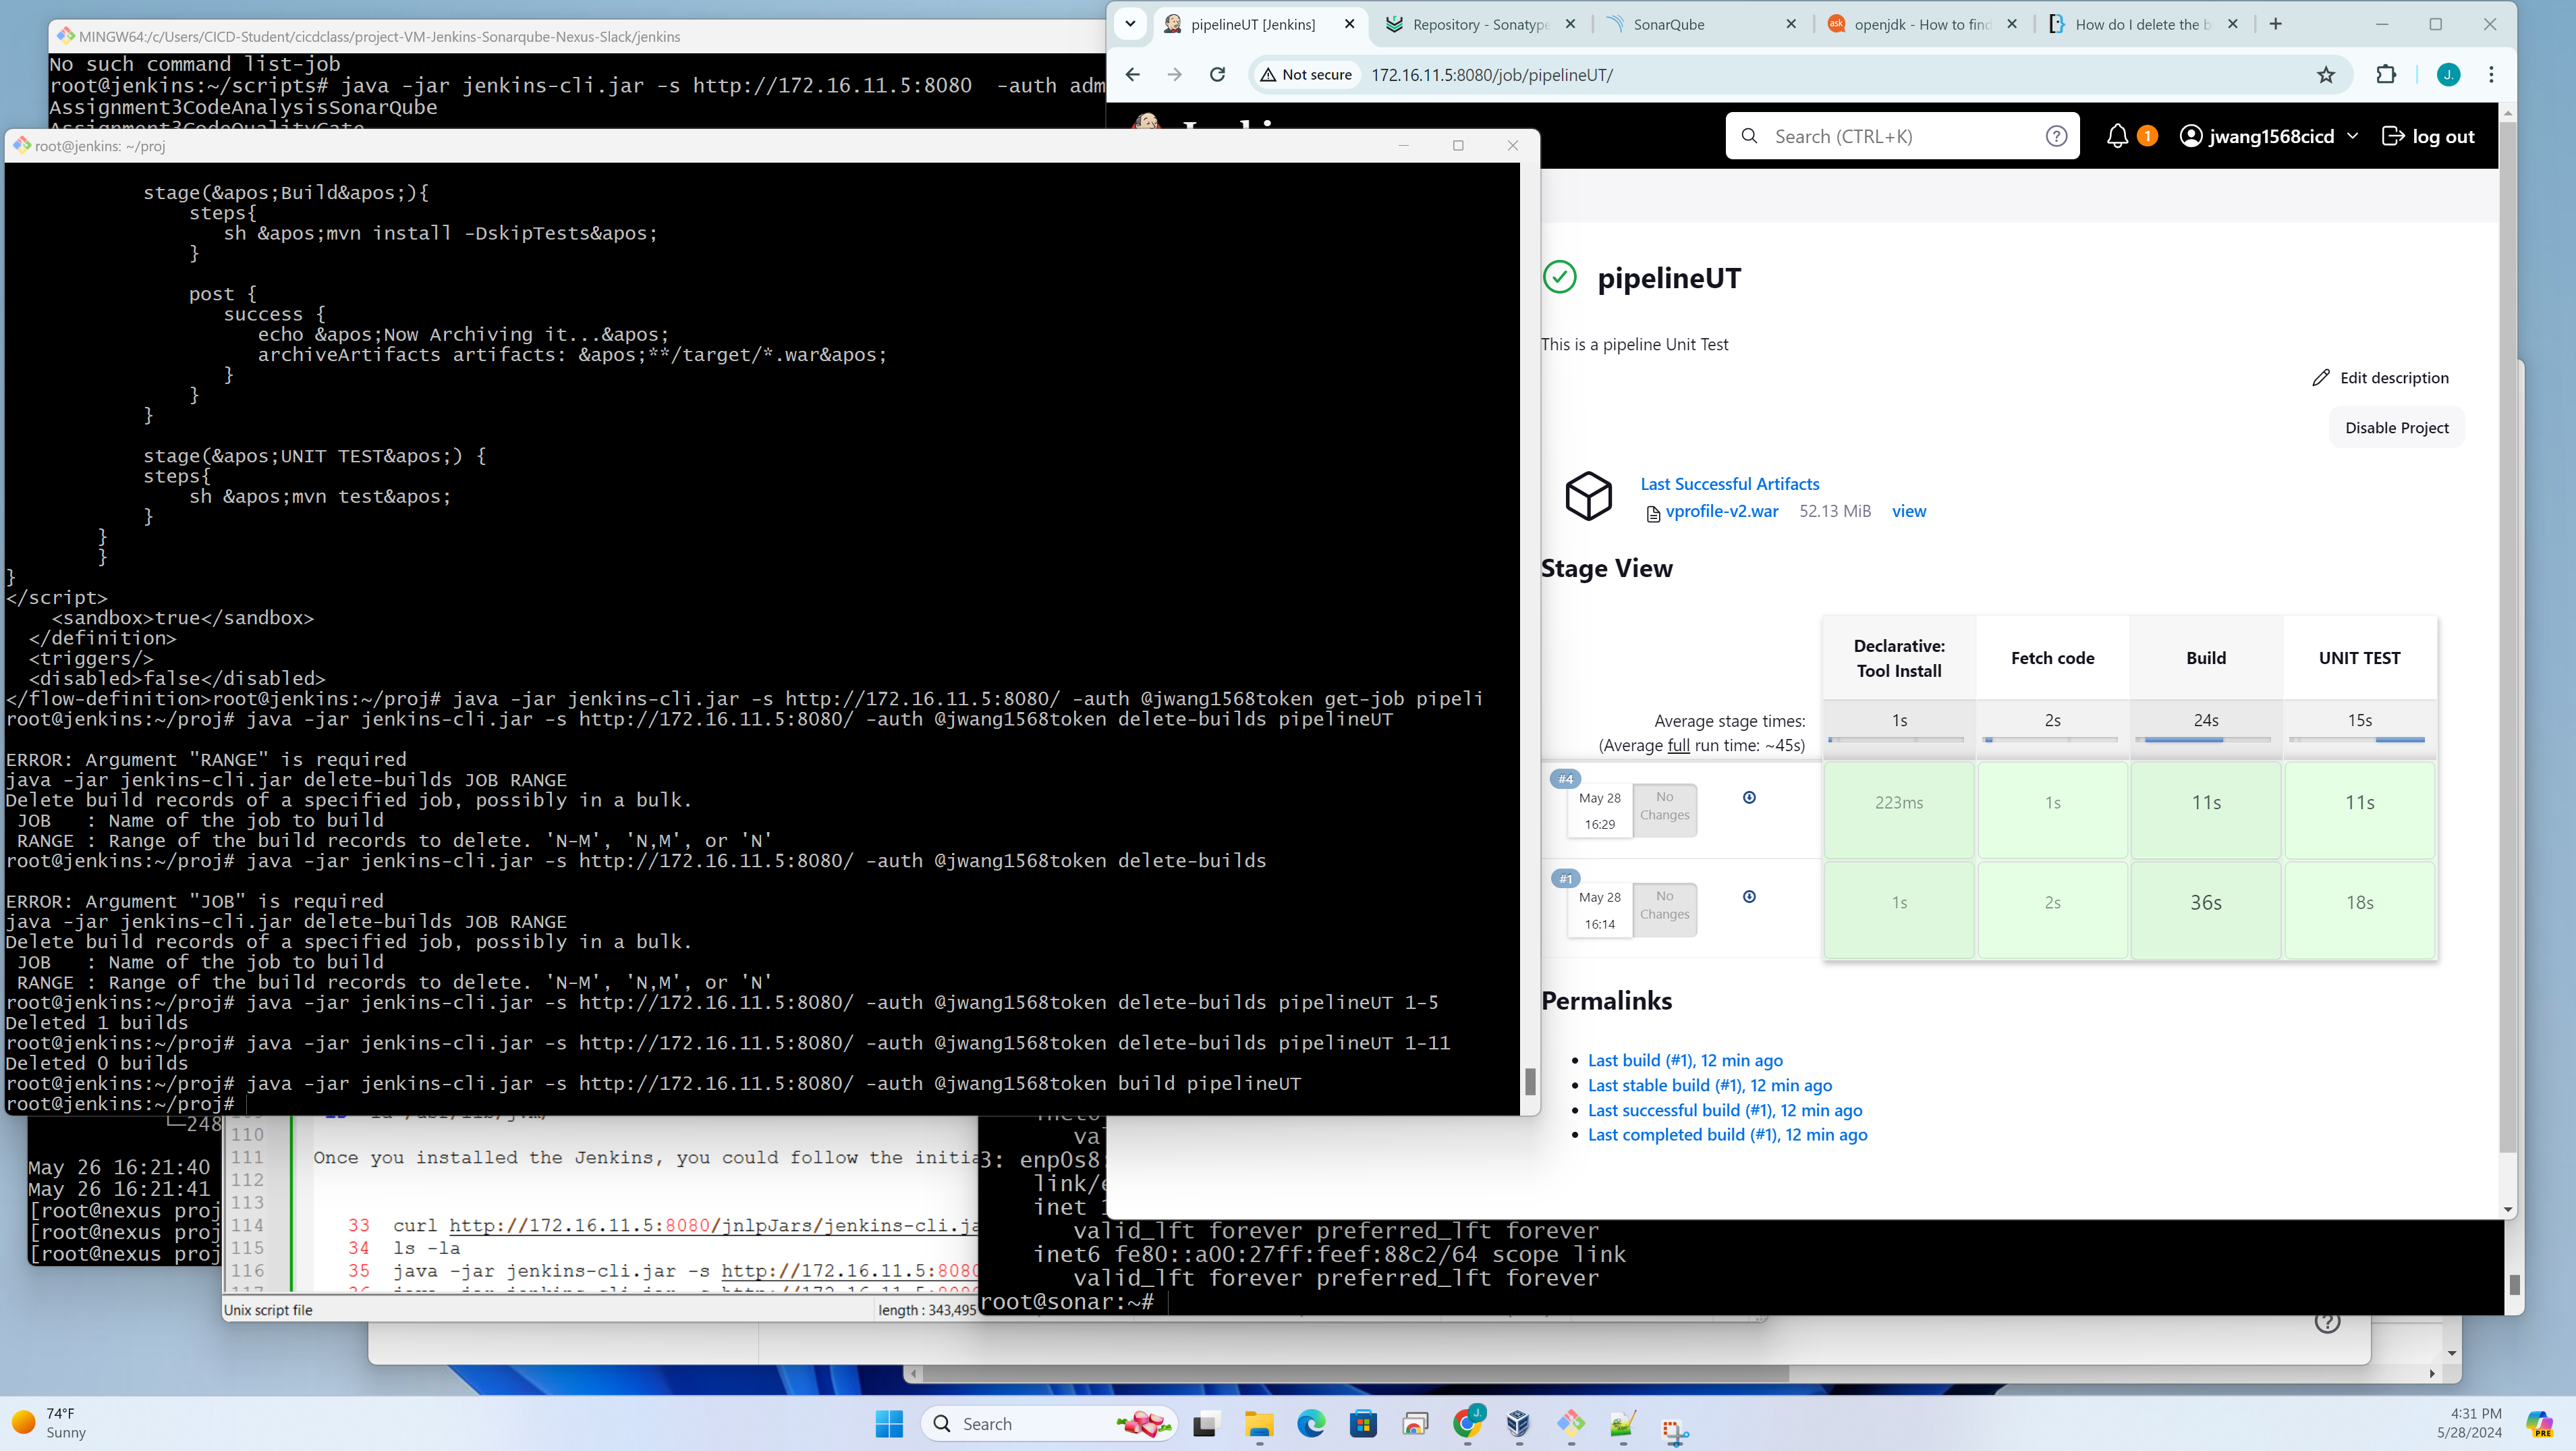 MINGW64:/c/Users/CICD-Student/cicdclass/project-VM-Jenkins-Sonarqube-Nexus-Slack/jenkins
No such command list-job
root@jenkins:~/scripts# java -jar jenkins-cli.jar -s http://172.16.11.5:8080  -auth adm
Assignment3CodeAnalysisSonarQube
Assignment3CodeQualityGate
root@jenkins: ~/proj
stage(&apos;Build&apos;){
steps{
sh &apos;mvn install -DskipTests&apos;
}
post {
success {
echo &apos;Now Archiving it...&apos;
archiveArtifacts artifacts: &apos;**/target/*.war&apos;
}
}
}
stage(&apos;UNIT TEST&apos;) {
steps{
sh &apos;mvn test&apos;
}
}
}
}
</script>
<sandbox>true</sandbox>
</definition>
<triggers/>
<disabled>false</disabled>
</flow-definition>root@jenkins:~/proj# java -jar jenkins-cli.jar -s http://172.16.11.5:8080/ -auth @jwang1568token get-job pipeli
root@jenkins:~/proj# java -jar jenkins-cli.jar -s http://172.16.11.5:8080/ -auth @jwang1568token delete-builds pipelineUT
ERROR: Argument "RANGE" is required
java -jar jenkins-cli.jar delete-builds JOB RANGE
Delete build records of a specified job, possibly in a bulk.
JOB   : Name of the job to build
RANGE : Range of the build records to delete. 'N-M', 'N,M', or 'N'
root@jenkins:~/proj# java -jar jenkins-cli.jar -s http://172.16.11.5:8080/ -auth @jwang1568token delete-builds
ERROR: Argument "JOB" is required
java -jar jenkins-cli.jar delete-builds JOB RANGE
Delete build records of a specified job, possibly in a bulk.
JOB   : Name of the job to build
RANGE : Range of the build records to delete. 'N-M', 'N,M', or 'N'
root@jenkins:~/proj# java -jar jenkins-cli.jar -s http://172.16.11.5:8080/ -auth @jwang1568token delete-builds pipelineUT 1-5
Deleted 1 builds
root@jenkins:~/proj# java -jar jenkins-cli.jar -s http://172.16.11.5:8080/ -auth @jwang1568token delete-builds pipelineUT 1-11
Deleted 0 builds
root@jenkins:~/proj# java -jar jenkins-cli.jar -s http://172.16.11.5:8080/ -auth @jwang1568token build pipelineUT
root@jenkins:~/proj#
pipelineUT [Jenkins]
Repository - Sonatype
SonarQube
openjdk - How to find
How do I delete the b
Not secure
172.16.11.5:8080/job/pipelineUT/
Search (CTRL+K)
1
jwang1568cicd
log out
pipelineUT
This is a pipeline Unit Test
Edit description
Disable Project
Last Successful Artifacts
vprofile-v2.war 52.13 MiB view
Stage View
Declarative: Tool Install
Fetch code
Build
UNIT TEST
Average stage times:
(Average full run time: ~45s)
1s 2s 24s 15s
#4
May 28
16:29
No Changes
223ms 1s 11s 11s
#1
May 28
16:14
No Changes
1s 2s 36s 18s
Permalinks
Last build (#1), 12 min ago
Last stable build (#1), 12 min ago
Last successful build (#1), 12 min ago
Last completed build (#1), 12 min ago
└─248
May 26 16:21:40
May 26 16:21:41
[root@nexus proj
[root@nexus proj
[root@nexus proj
110
111 Once you installed the Jenkins, you could follow the initia
112
113
114 33 curl http://172.16.11.5:8080/jnlpJars/jenkins-cli.ja
115 34 ls -la
116 35 java -jar jenkins-cli.jar -s http://172.16.11.5:8080
Unix script file
length : 343,495
val
3: enp0s8:
link/e
inet 1
valid_lft forever preferred_lft forever
inet6 fe80::a00:27ff:feef:88c2/64 scope link
valid_lft forever preferred_lft forever
root@sonar:~#
74°F
Sunny
Search
4:31 PM
5/28/2024
PRE